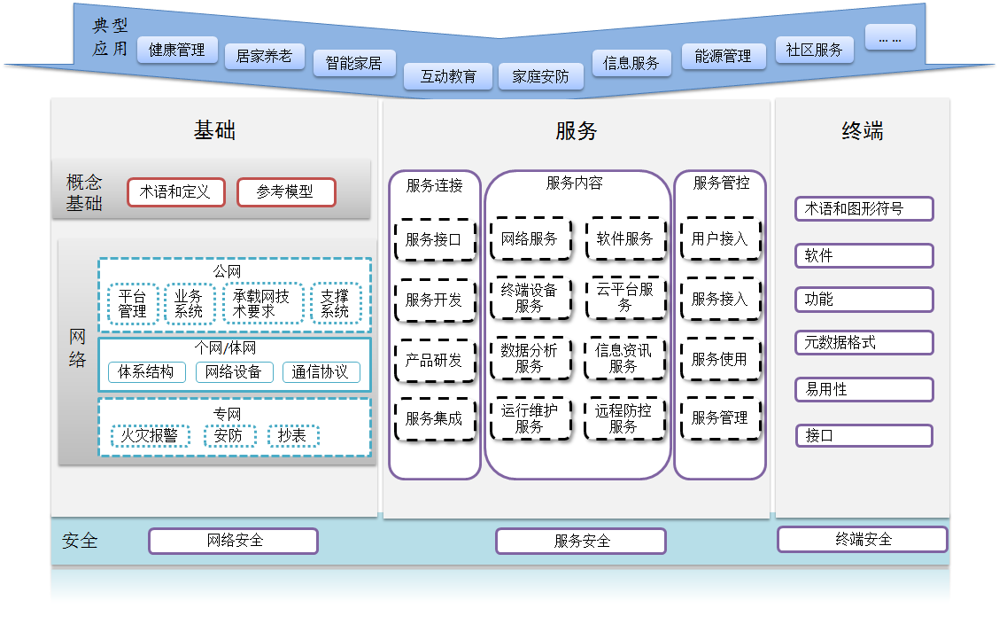 典型
应用
健康管理
居家养老
智能家居
互动教育
家庭安防
信息服务
能源管理
社区服务
... ...
基础
概念
基础
术语和定义
参考模型
网
络
公网
平台
管理
业务
系统
承载网技
术要求
支撑
系统
个网/体网
体系结构
网络设备
通信协议
专网
火灾报警
安防
抄表
服务
服务连接
服务接口
服务开发
产品研发
服务集成
服务内容
网络服务
软件服务
终端设备
服务
云平台服
务
数据分析
服务
信息资讯
服务
运行维护
服务
远程防控
服务
服务管控
用户接入
服务接入
服务使用
服务管理
终端
术语和图形符号
软件
功能
元数据格式
易用性
接口
安全
网络安全
服务安全
终端安全